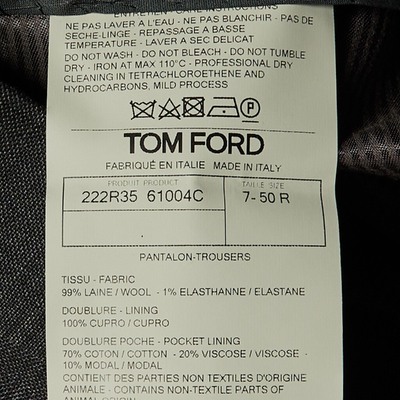 ENTRETIEN - CARE
NE PAS LAVER A L'EAU - NE PAS BLANCHIR - PAS DE
SECHE-LINGE - REPASSAGE A BASSE
TEMPERATURE - LAVER A SEC DELICAT
DO NOT WASH - DO NOT BLEACH - DO NOT TUMBLE
DRY - IRON AT MAX 110°C - PROFESSIONAL DRY
CLEANING IN TETRACHLOROETHENE AND
HYDROCARBONS, MILD PROCESS
P
TOM FORD
FABRIQUÉ EN ITALIE MADE IN ITALY
PRODUIT PRODUCT TAILLE SIZE
222R35 61004C 7- 50 R
PANTALON-TROUSERS
TISSU - FABRIC
99% LAINE / WOOL - 1% ELASTHANNE / ELASTANE
DOUBLURE - LINING
100% CUPRO / CUPRO
DOUBLURE POCHE - POCKET LINING
70% COTON / COTTON - 20% VISCOSE / VISCOSE -
10% MODAL / MODAL
CONTIENT DES PARTIES NON TEXTILES D'ORIGINE
ANIMALE - CONTAINS NON-TEXTILE PARTS OF
ANIMAL ORIGIN